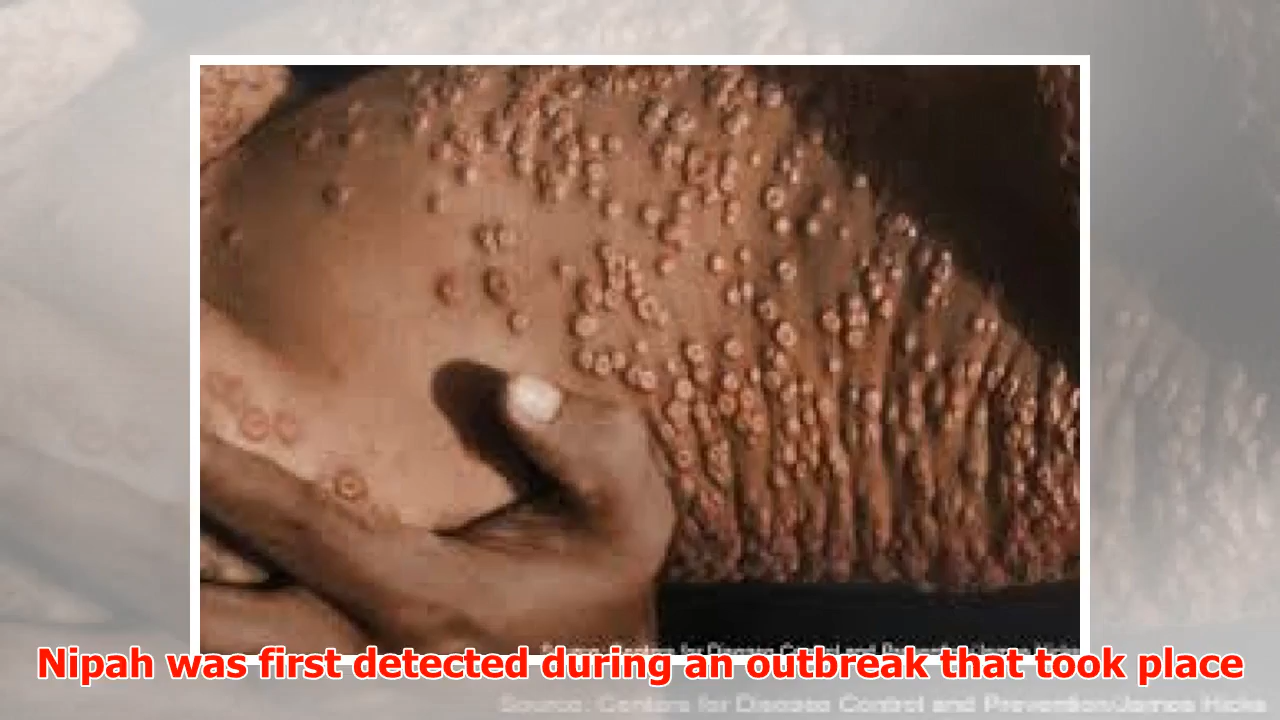 Nipah was first detected during an outbreak that took place
Source: Centers for Disease Control and Prevention/James Hicks